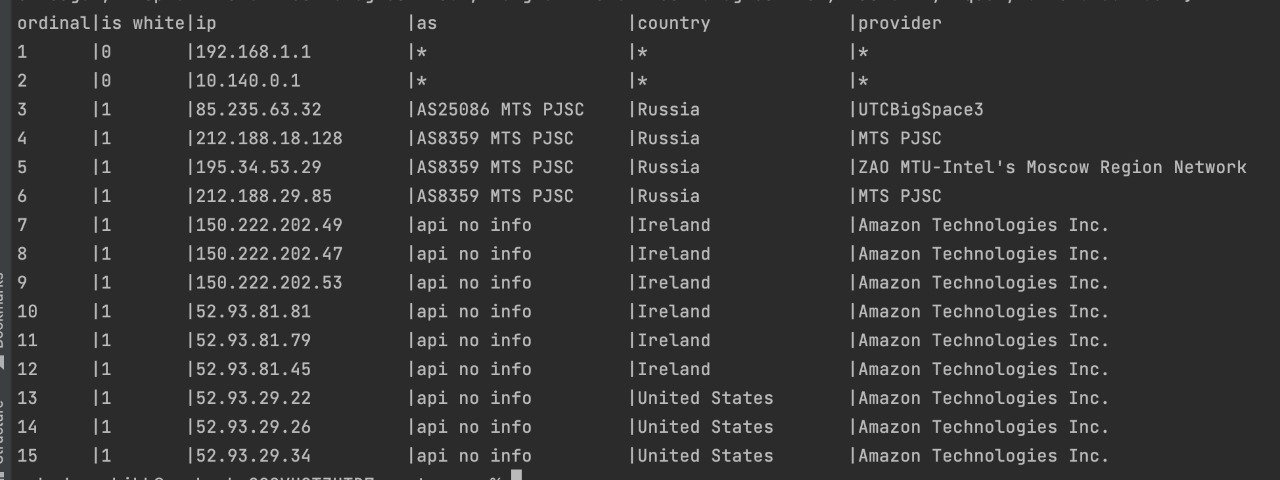 ordinal|is white|ip |as |country |provider
1 |0 |192.168.1.1 |* |* |*
2 |0 |10.140.0.1 |* |* |*
3 |1 |85.235.63.32 |AS25086 MTS PJSC |Russia |UTCBigSpace3
4 |1 |212.188.18.128 |AS8359 MTS PJSC |Russia |MTS PJSC
5 |1 |195.34.53.29 |AS8359 MTS PJSC |Russia |ZAO MTU-Intel's Moscow Region Network
6 |1 |212.188.29.85 |AS8359 MTS PJSC |Russia |MTS PJSC
7 |1 |150.222.202.49 |api no info |Ireland |Amazon Technologies Inc.
8 |1 |150.222.202.47 |api no info |Ireland |Amazon Technologies Inc.
9 |1 |150.222.202.53 |api no info |Ireland |Amazon Technologies Inc.
10 |1 |52.93.81.81 |api no info |Ireland |Amazon Technologies Inc.
11 |1 |52.93.81.79 |api no info |Ireland |Amazon Technologies Inc.
12 |1 |52.93.81.45 |api no info |Ireland |Amazon Technologies Inc.
13 |1 |52.93.29.22 |api no info |United States |Amazon Technologies Inc.
14 |1 |52.93.29.26 |api no info |United States |Amazon Technologies Inc.
15 |1 |52.93.29.34 |api no info |United States |Amazon Technologies Inc.
Bookmarks
Structure